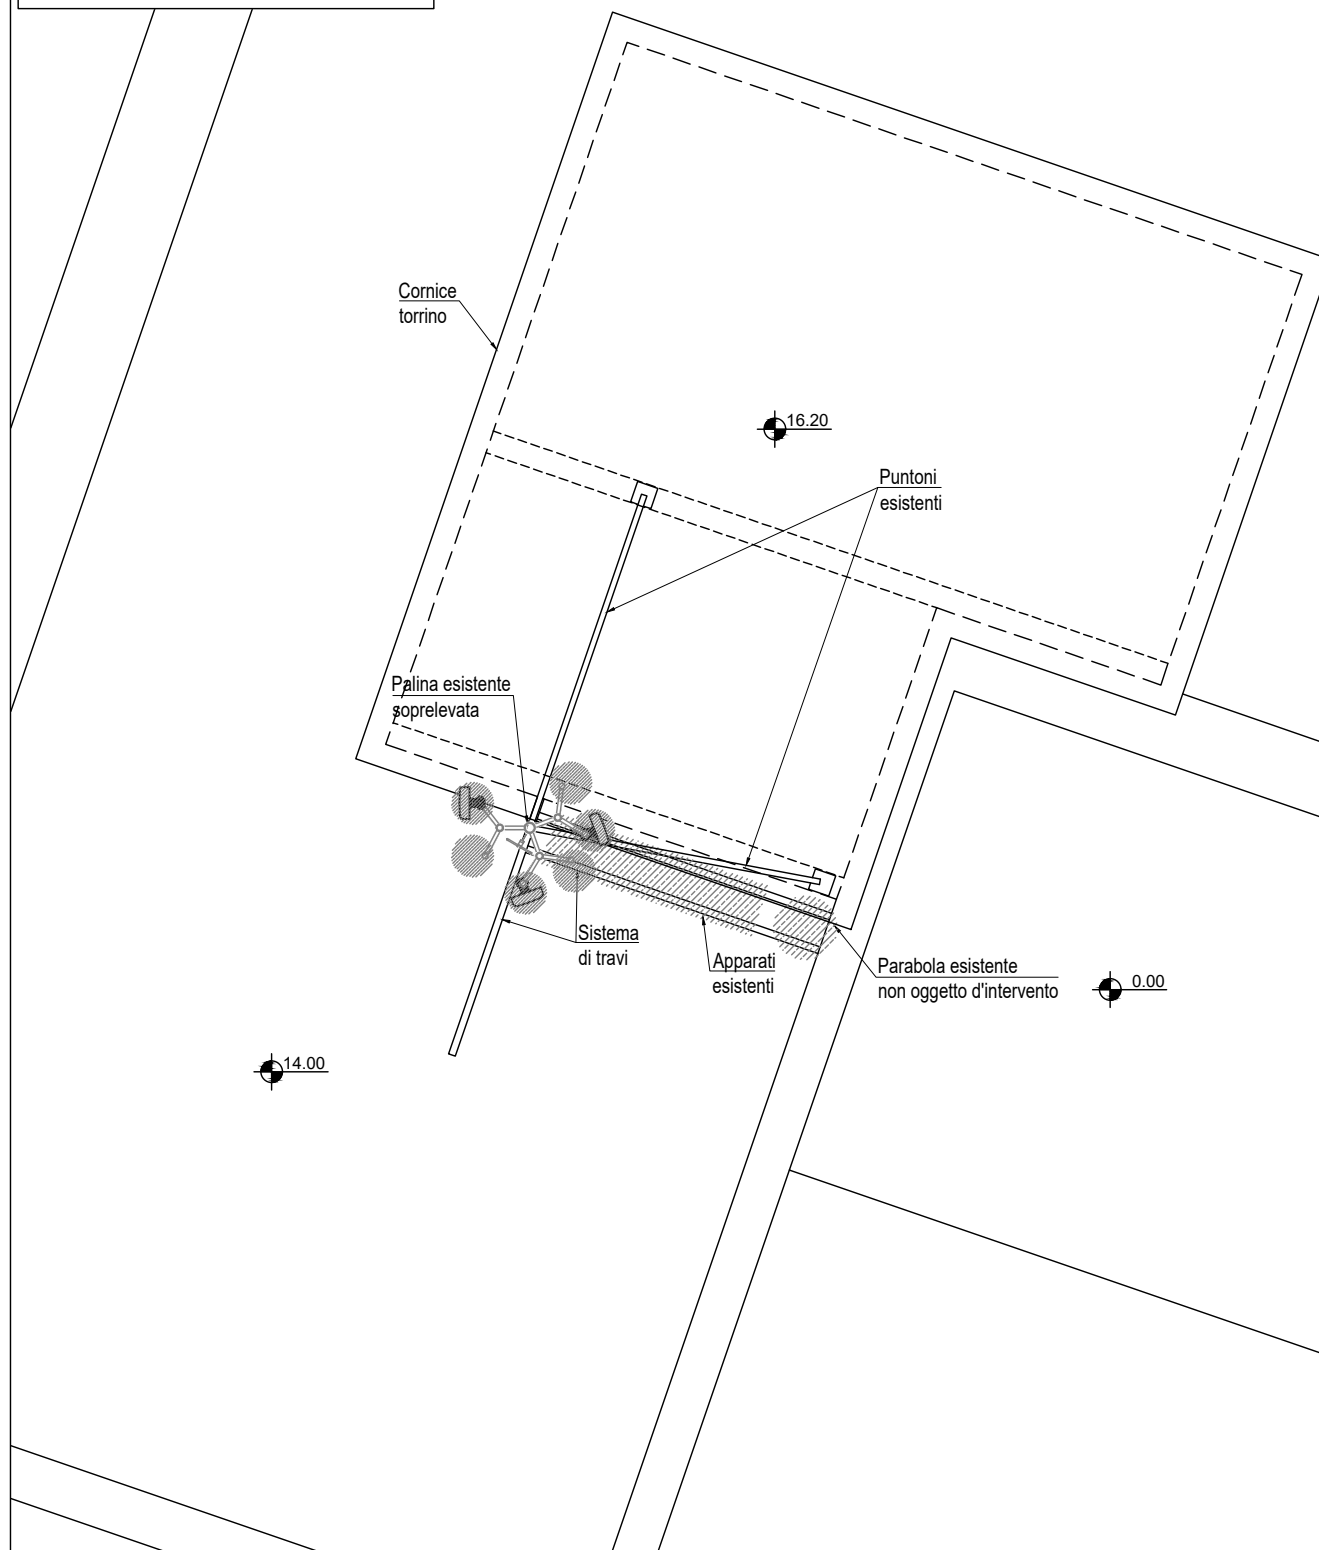 Cornice
torrino
16.20
Puntoni
esistenti
Palina esistente
soprelevata
Sistema
di travi
Apparati
esistenti
Parabola esistente
non oggetto d'intervento
0.00
14.00